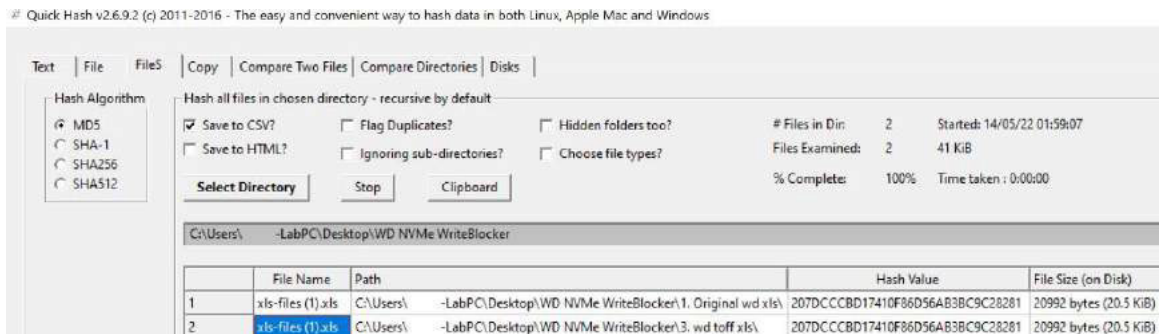 Quick Hash v2.6.9.2 (c) 2011-2016 - The easy and convenient way to hash data in both Linux, Apple Mac and Windows
Text File FileS Copy Compare Two Files Compare Directories Disks
Hash Algorithm Hash all files in chosen directory - recursive by default
MD5 Save to CSV? Flag Duplicates? Hidden folders too? # Files in Dir: 2 Started: 14/05/22 01:59:07
SHA-1 Save to HTML? Ignoring sub-directories? Choose file types? Files Examined: 2 41 KiB
SHA256
SHA512 Select Directory Stop Clipboard % Complete: 100% Time taken : 0:00:00
C:\Users\ -LabPC\Desktop\WD NVMe WriteBlocker
File Name Path Hash Value File Size (on Disk)
1 xls-files (1).xls C:\Users\ -LabPC\Desktop\WD NVMe WriteBlocker\1. Original wd xls\ 207DCCCBD17410F86D56AB3BC9C28281 20992 bytes (20.5 KiB)
2 xls-files (1).xls C:\Users\ -LabPC\Desktop\WD NVMe WriteBlocker\3. wd toff xls\ 207DCCCBD17410F86D56AB3BC9C28281 20992 bytes (20.5 KiB)